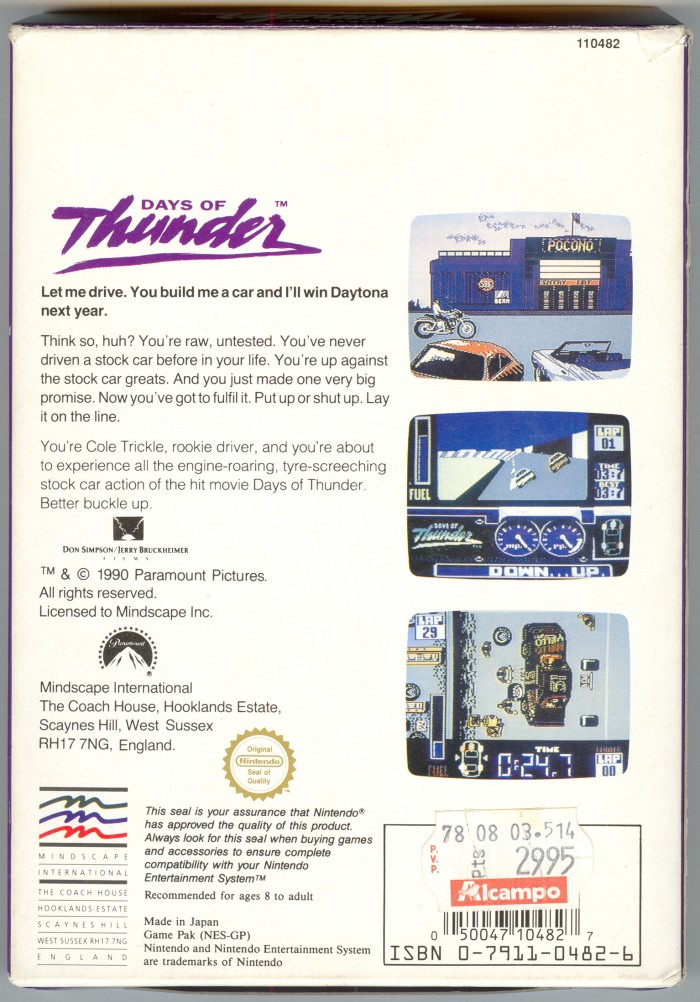 110482
DAYS OF ™
Thunder
Let me drive. You build me a car and I'll win Daytona
next year.
Think so, huh? You're raw, untested. You've never
driven a stock car before in your life. You're up against
the stock car greats. And you just made one very big
promise. Now you've got to fulfil it. Put up or shut up. Lay
it on the line.
You're Cole Trickle, rookie driver, and you're about
to experience all the engine-roaring, tyre-screeching
stock car action of the hit movie Days of Thunder.
Better buckle up.
DON SIMPSON/JERRY BRUCKHEIMER
FILMS
™ & © 1990 Paramount Pictures.
All rights reserved.
Licensed to Mindscape Inc.
Paramount
®
Mindscape International
The Coach House, Hooklands Estate,
Scaynes Hill, West Sussex
RH17 7NG, England.
Original
Nintendo
Seal of
Quality
™
MINDSCAPE
INTERNATIONAL
THE COACH HOUSE
HOOKLANDS ESTATE
SCAYNES HILL
WEST SUSSEX RH17 7NG
ENGLAND
This seal is your assurance that Nintendo®
has approved the quality of this product.
Always look for this seal when buying games
and accessories to ensure complete
compatibility with your Nintendo
Entertainment System™
Recommended for ages 8 to adult
Made in Japan
Game Pak (NES-GP)
Nintendo and Nintendo Entertainment System
are trademarks of Nintendo
POCONO
BEAM
LAP
01
TIME
03:7
BEST
03:7
FUEL
DAYS OF
Thunder
DOWN...UP.
LAP
29
MELLO
YELLO
51
TIME
0:24.7
LAP
00
78 08 03.514
P.V.P.
Pts
2995
Alcampo
0 50047 10482 7
ISBN 0-7911-0482-6